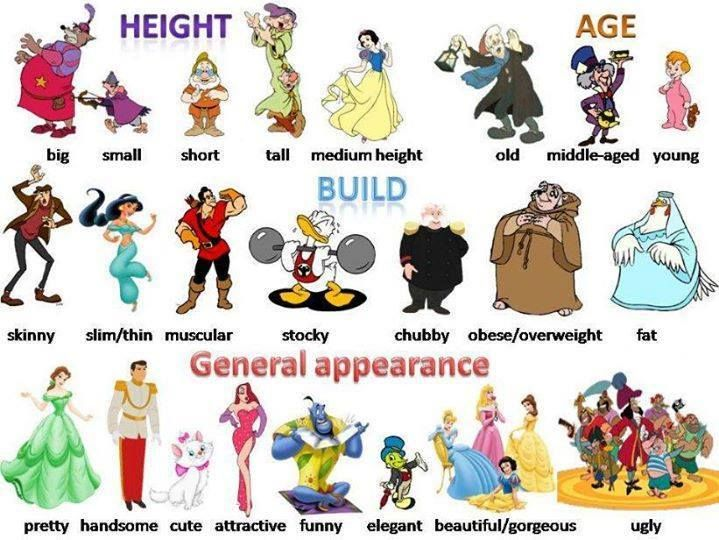 HEIGHT
AGE
big small short tall medium height old middle-aged young
BUILD
skinny slim/thin muscular stocky chubby obese/overweight fat
General appearance
pretty handsome cute attractive funny elegant beautiful/gorgeous ugly